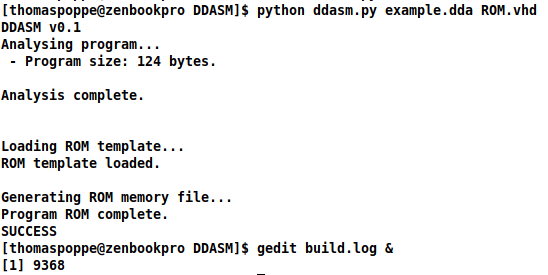 [thomaspoppe@zenbookpro DDASM]$ python ddasm.py example.dda ROM.vhd
DDASM v0.1
Analysing program...
 - Program size: 124 bytes.
Analysis complete.
Loading ROM template...
ROM template loaded.
Generating ROM memory file...
Program ROM complete.
SUCCESS
[thomaspoppe@zenbookpro DDASM]$ gedit build.log &
[1] 9368